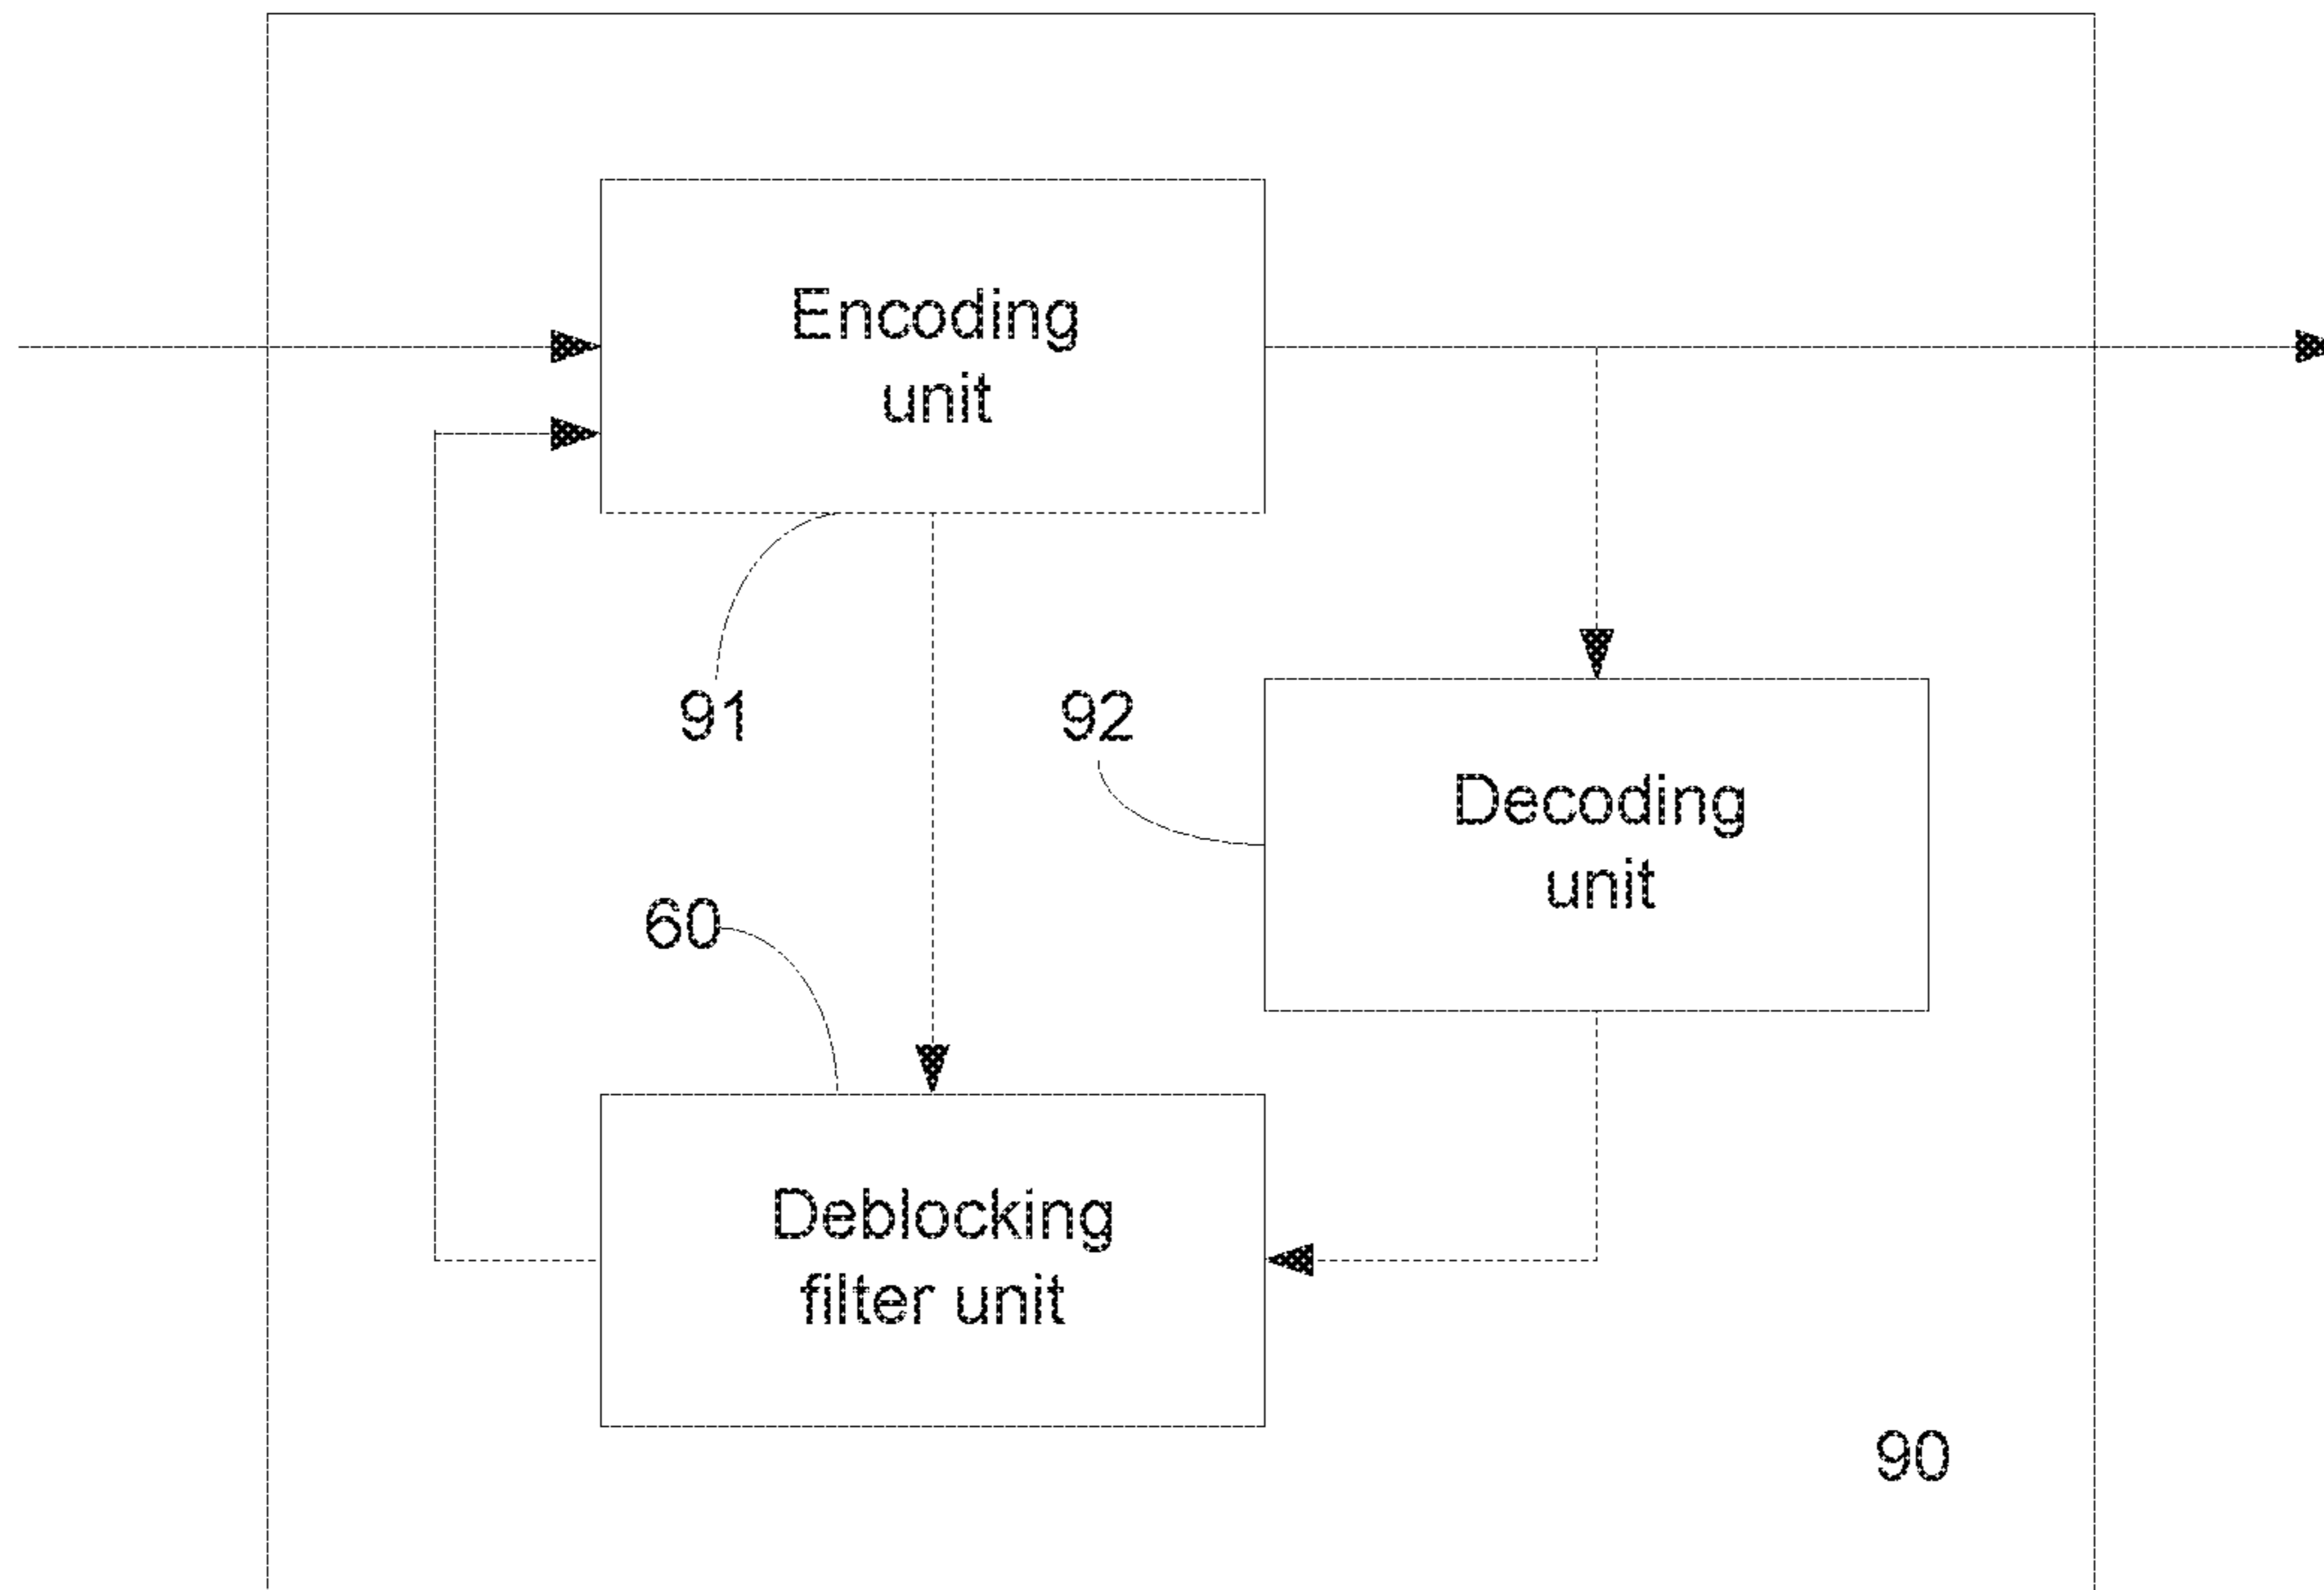 Encoding
unit
91
92
Decoding
unit
60
Deblocking
filter unit
90